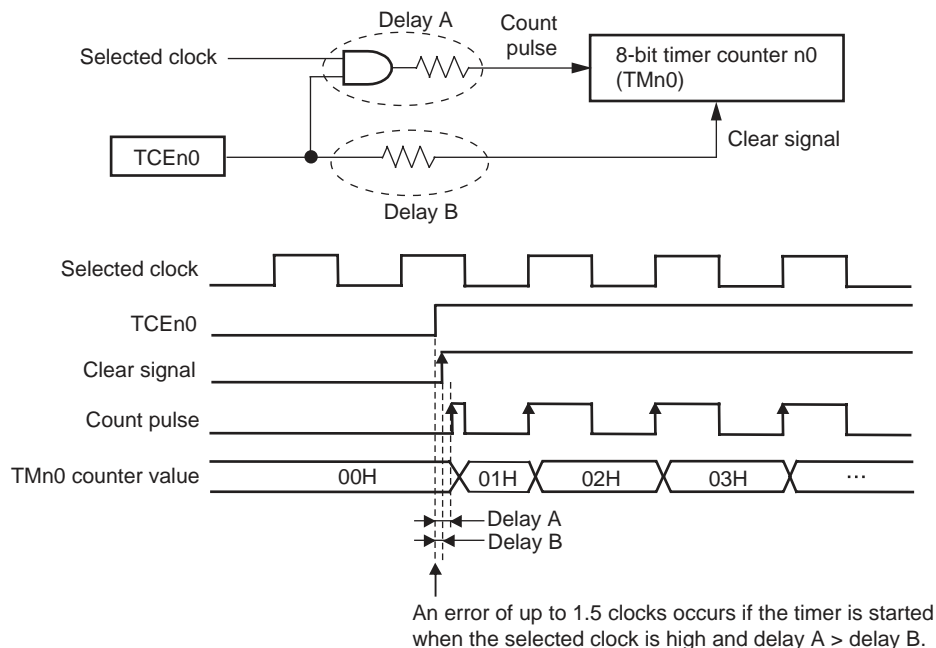 Delay A
Count
pulse
Selected clock
8-bit timer counter n0
(TMn0)
Clear signal
TCEn0
Delay B
Selected clock
TCEn0
Clear signal
Count pulse
TMn0 counter value
00H
01H
02H
03H
...
Delay A
Delay B
An error of up to 1.5 clocks occurs if the timer is started
when the selected clock is high and delay A > delay B.